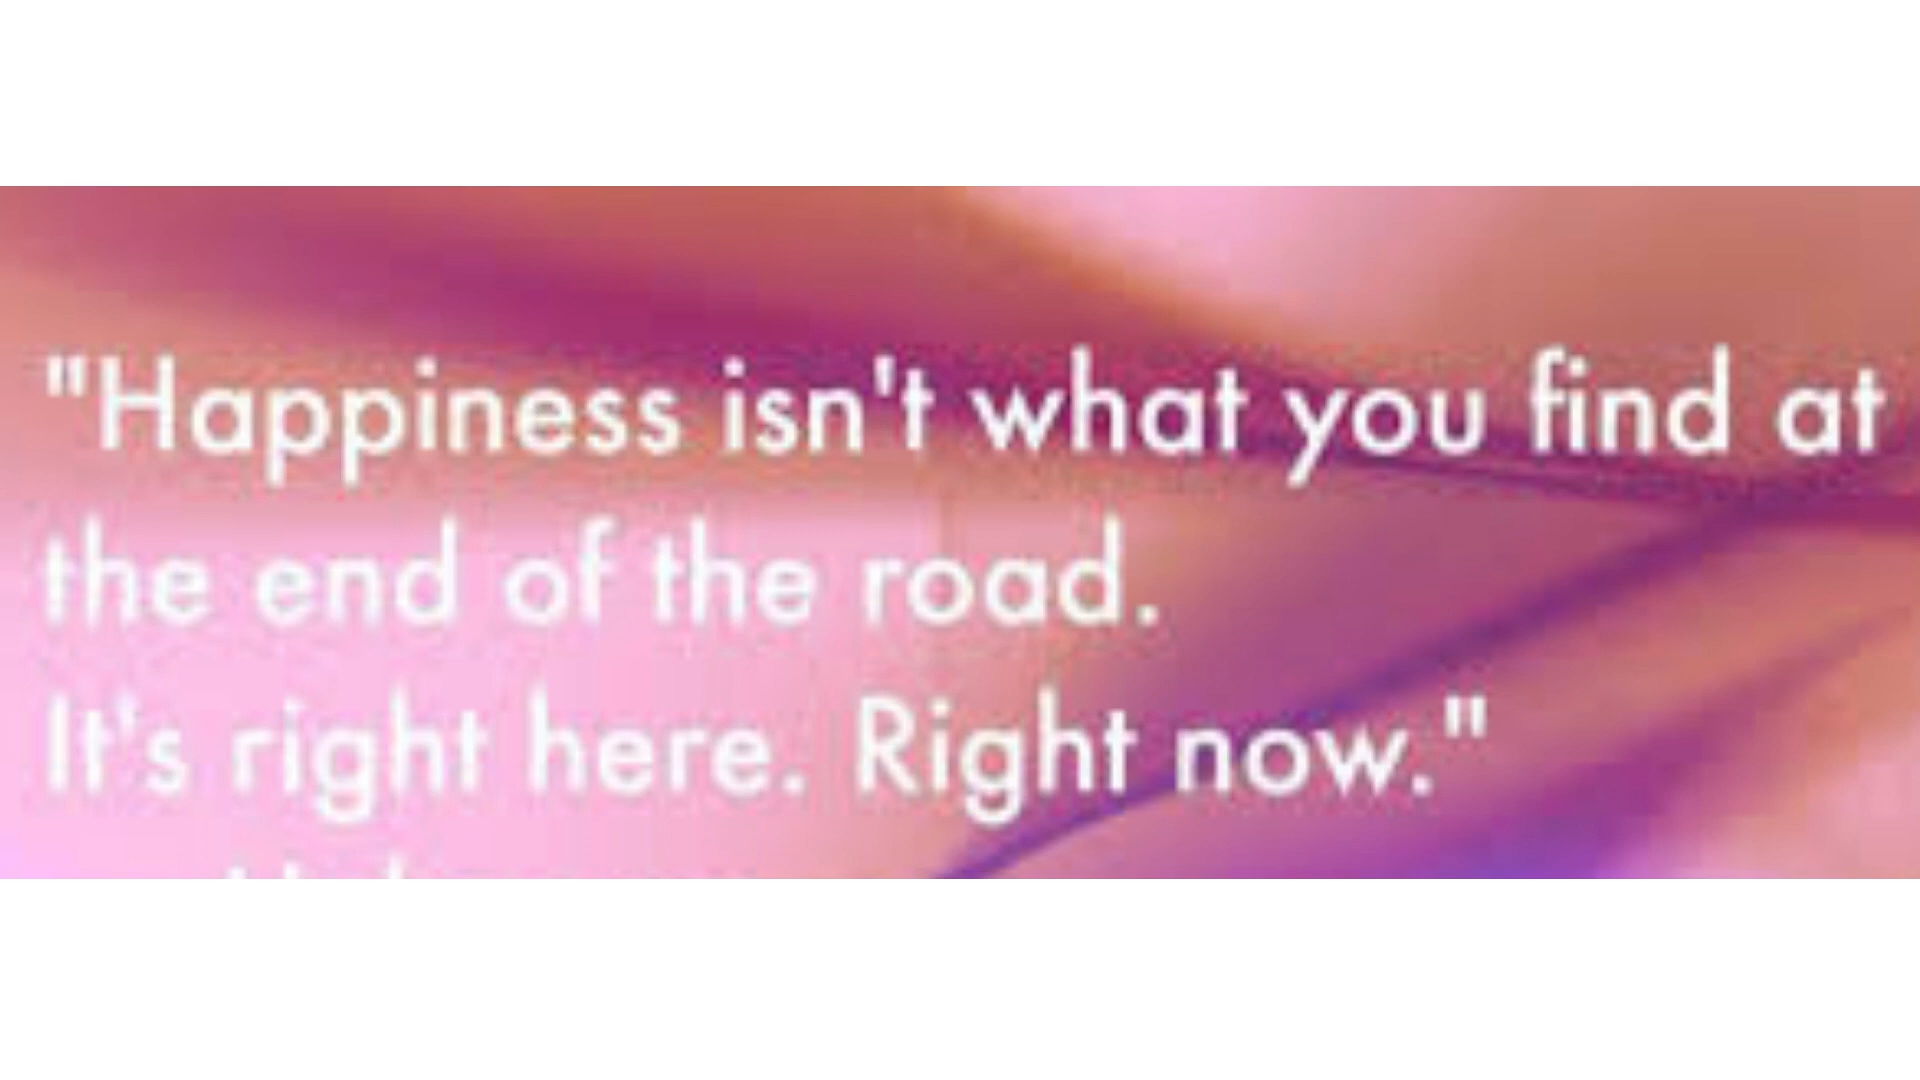 "Happiness isn't what you find at
the end of the road.
It's right here. Right now."